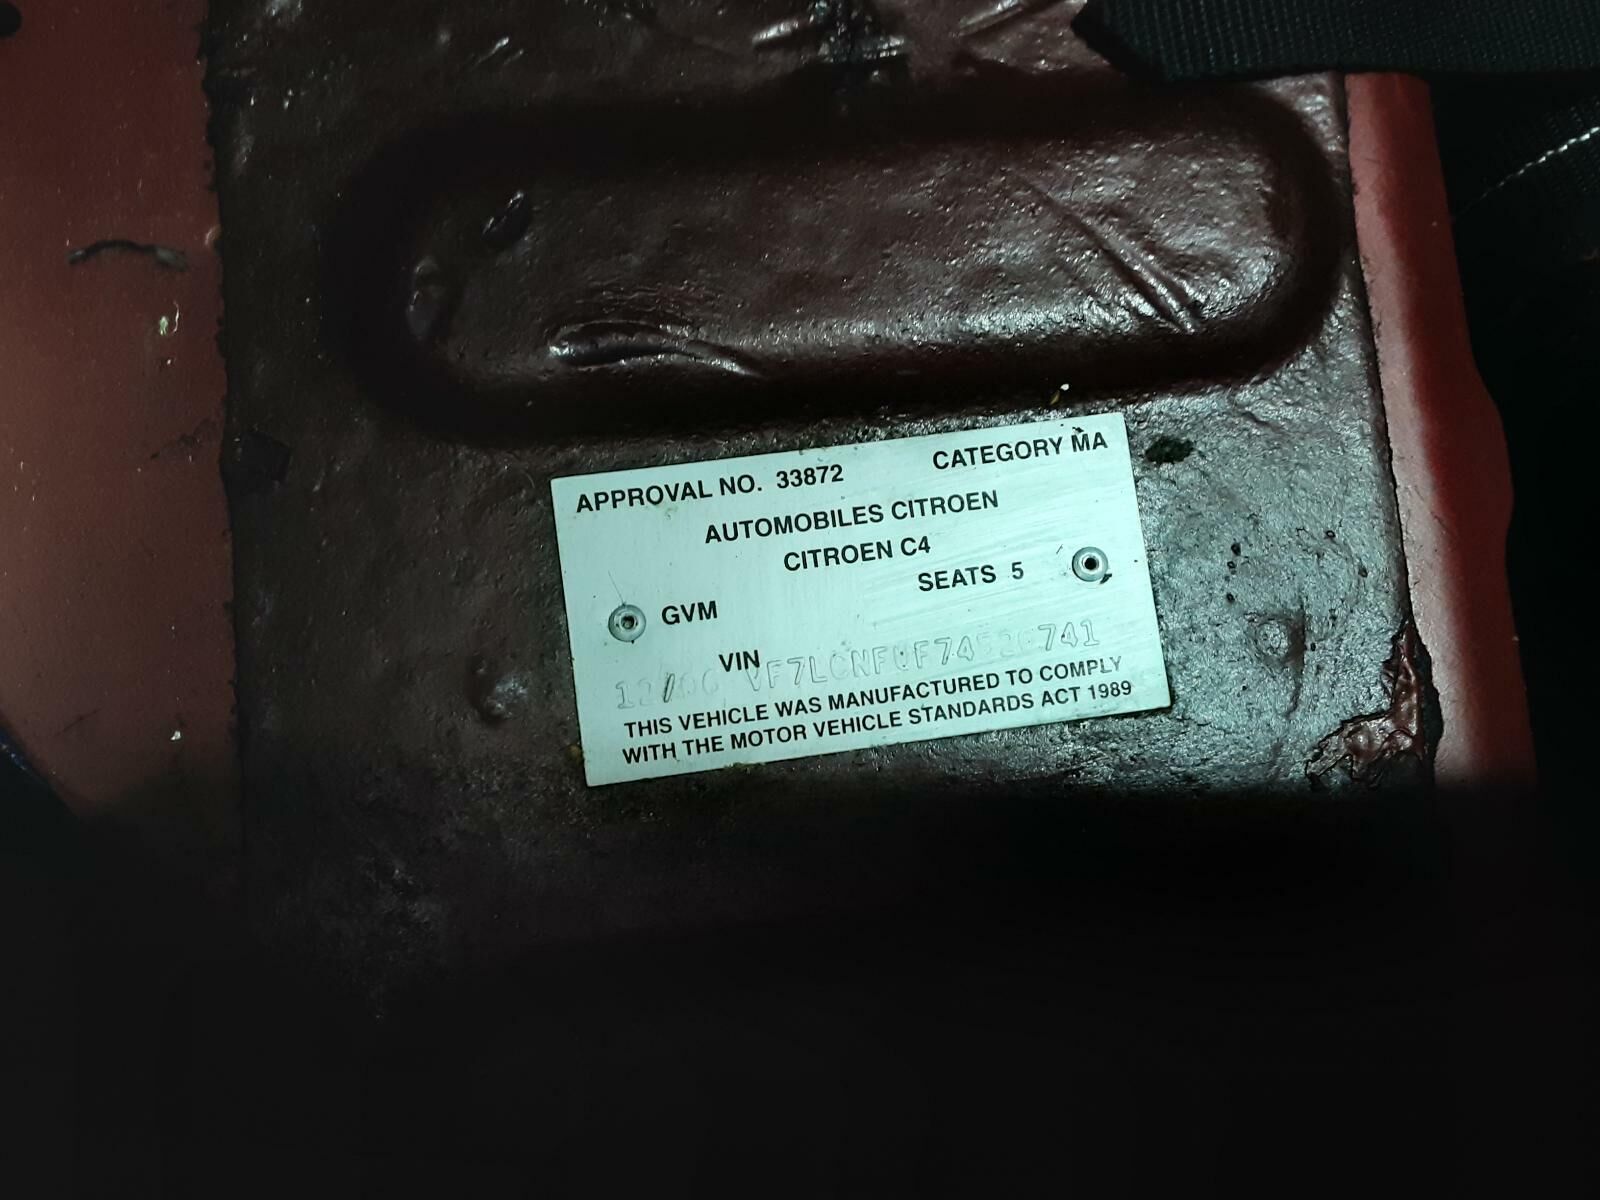 APPROVAL NO. 33872 CATEGORY MA
AUTOMOBILES CITROEN
CITROEN C4
SEATS 5
GVM
VIN
THIS VEHICLE WAS MANUFACTURED TO COMPLY
WITH THE MOTOR VEHICLE STANDARDS ACT 1989